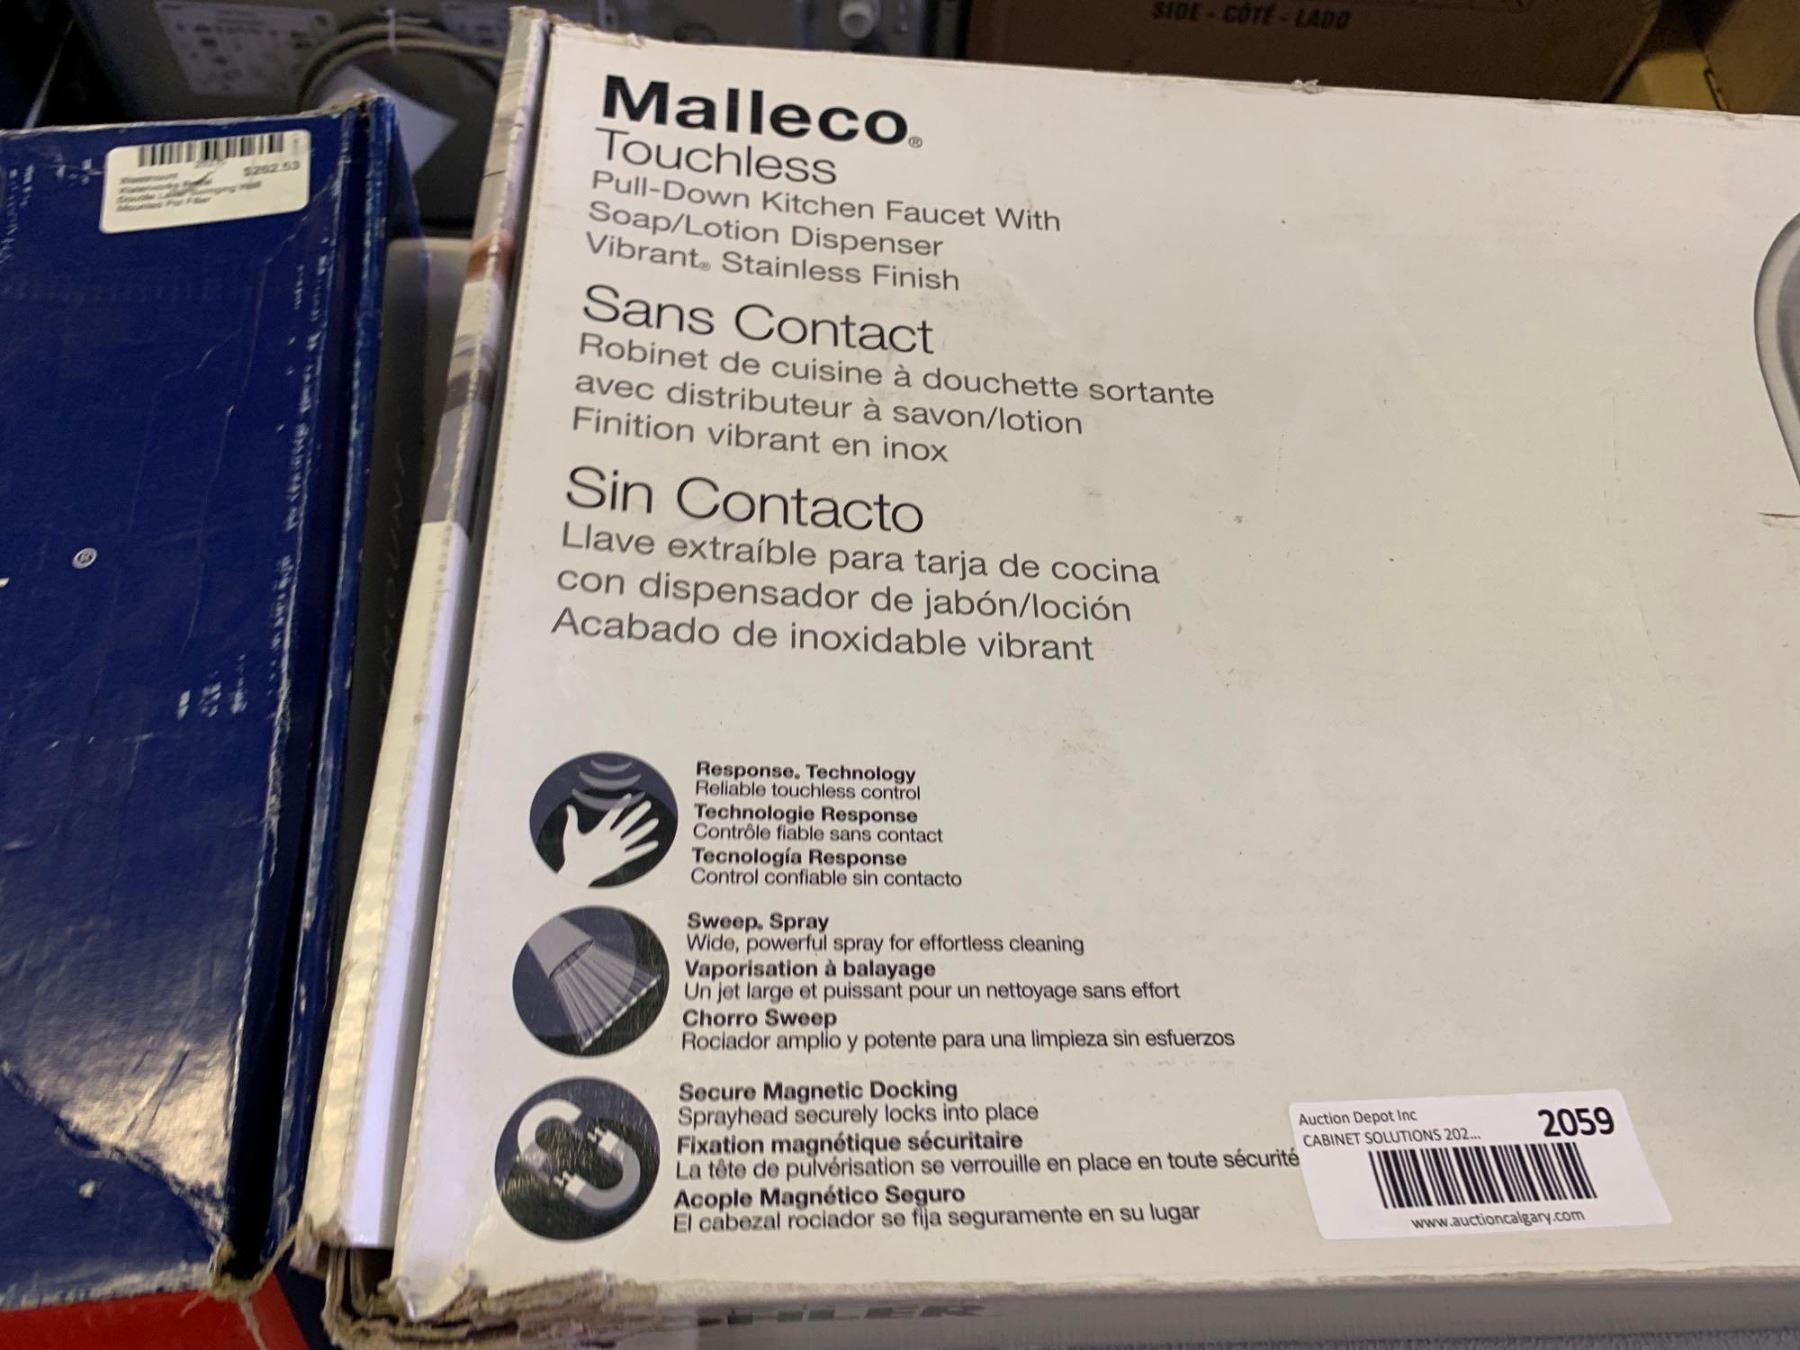 SIDE - CÔTÉ - LADO
$262.53
Malleco®
Touchless
Pull-Down Kitchen Faucet With
Soap/Lotion Dispenser
Vibrant® Stainless Finish
Sans Contact
Robinet de cuisine à douchette sortante
avec distributeur à savon/lotion
Finition vibrant en inox
Sin Contacto
Llave extraíble para tarja de cocina
con dispensador de jabón/loción
Acabado de inoxidable vibrant
Response® Technology
Reliable touchless control
Technologie Response
Contrôle fiable sans contact
Tecnología Response
Control confiable sin contacto
Sweep® Spray
Wide, powerful spray for effortless cleaning
Vaporisation à balayage
Un jet large et puissant pour un nettoyage sans effort
Chorro Sweep
Rociador amplio y potente para una limpieza sin esfuerzos
Secure Magnetic Docking
Sprayhead securely locks into place
Fixation magnétique sécuritaire
La tête de pulvérisation se verrouille en place en toute sécurité
Acople Magnético Seguro
El cabezal rociador se fija seguramente en su lugar
Auction Depot Inc
CABINET SOLUTIONS 202...
2059
www.auctioncalgary.com